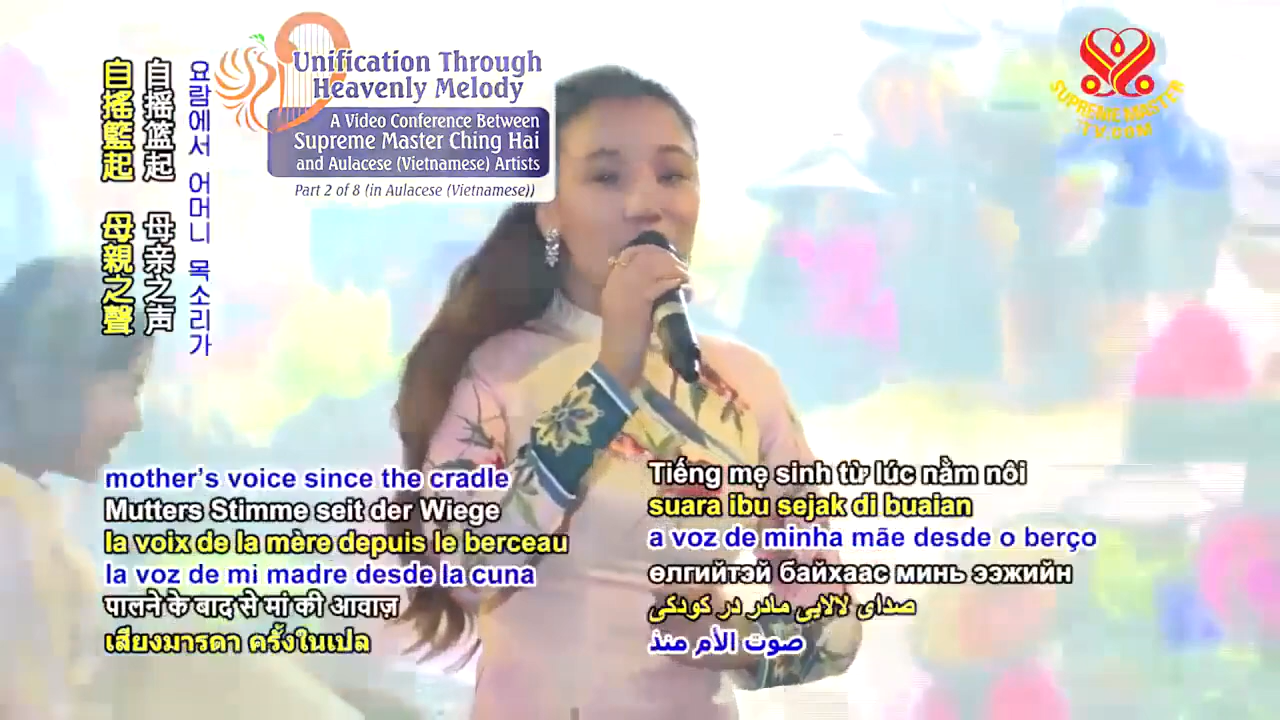 Unification Through
Heavenly Melody
A Video Conference Between
Supreme Master Ching Hai
and Aulacese (Vietnamese) Artists
Part 2 of 8 (in Aulacese (Vietnamese))
SUPREME MASTER
TV.COM
自搖籃起 母親之聲
自摇篮起 母亲之声
요람에서 어머니 목소리가
mother's voice since the cradle
Mutters Stimme seit der Wiege
la voix de la mère depuis le berceau
la voz de mi madre desde la cuna
पालने के बाद से मां की आवाज़
เสียงมารดา ครั้งในเปล
Tiếng mẹ sinh từ lúc nằm nôi
suara ibu sejak di buaian
a voz de minha mãe desde o berço
өлгийтэй байхаас минь ээжийн
صدای لالایی مادر در کودکی
صوت الأم منذ